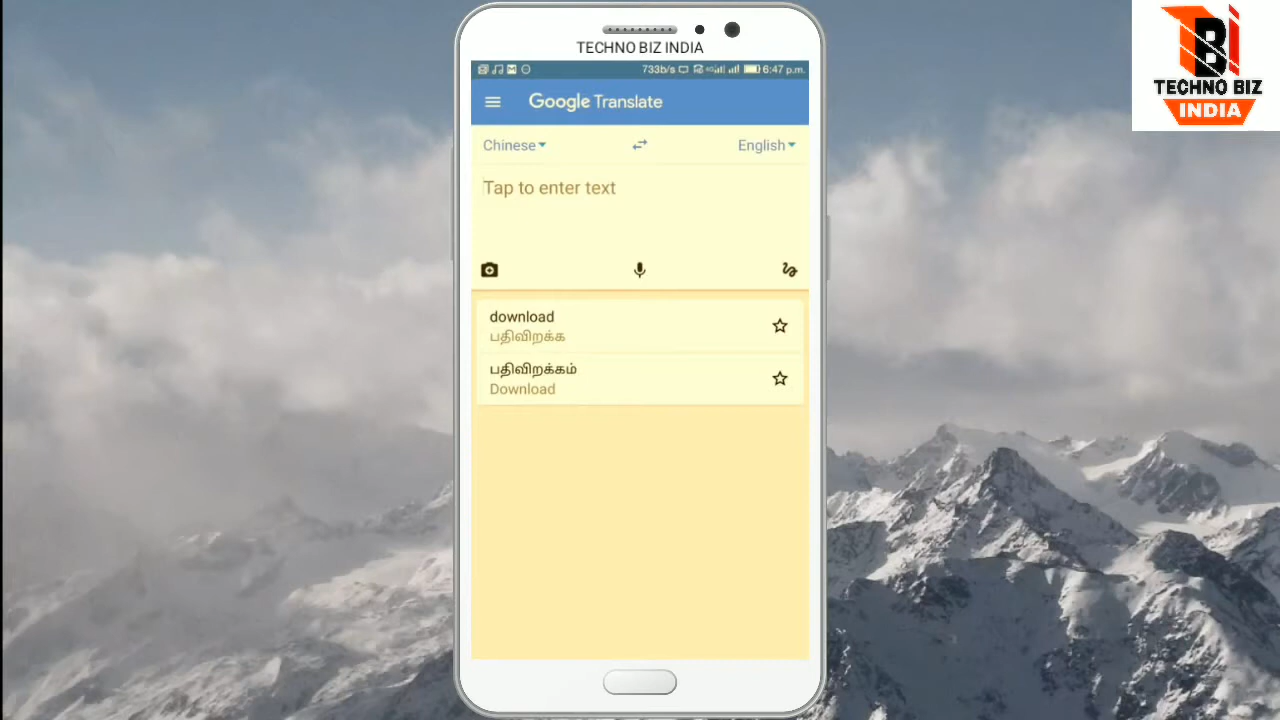 TECHNO BIZ INDIA
733b/s 6:47 p.m.
Google Translate
Chinese English
Tap to enter text
download
பதிவிறக்க
பதிவிறக்கம்
Download
BI
TECHNO BIZ
INDIA